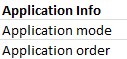 Application Info
Application mode
Application order